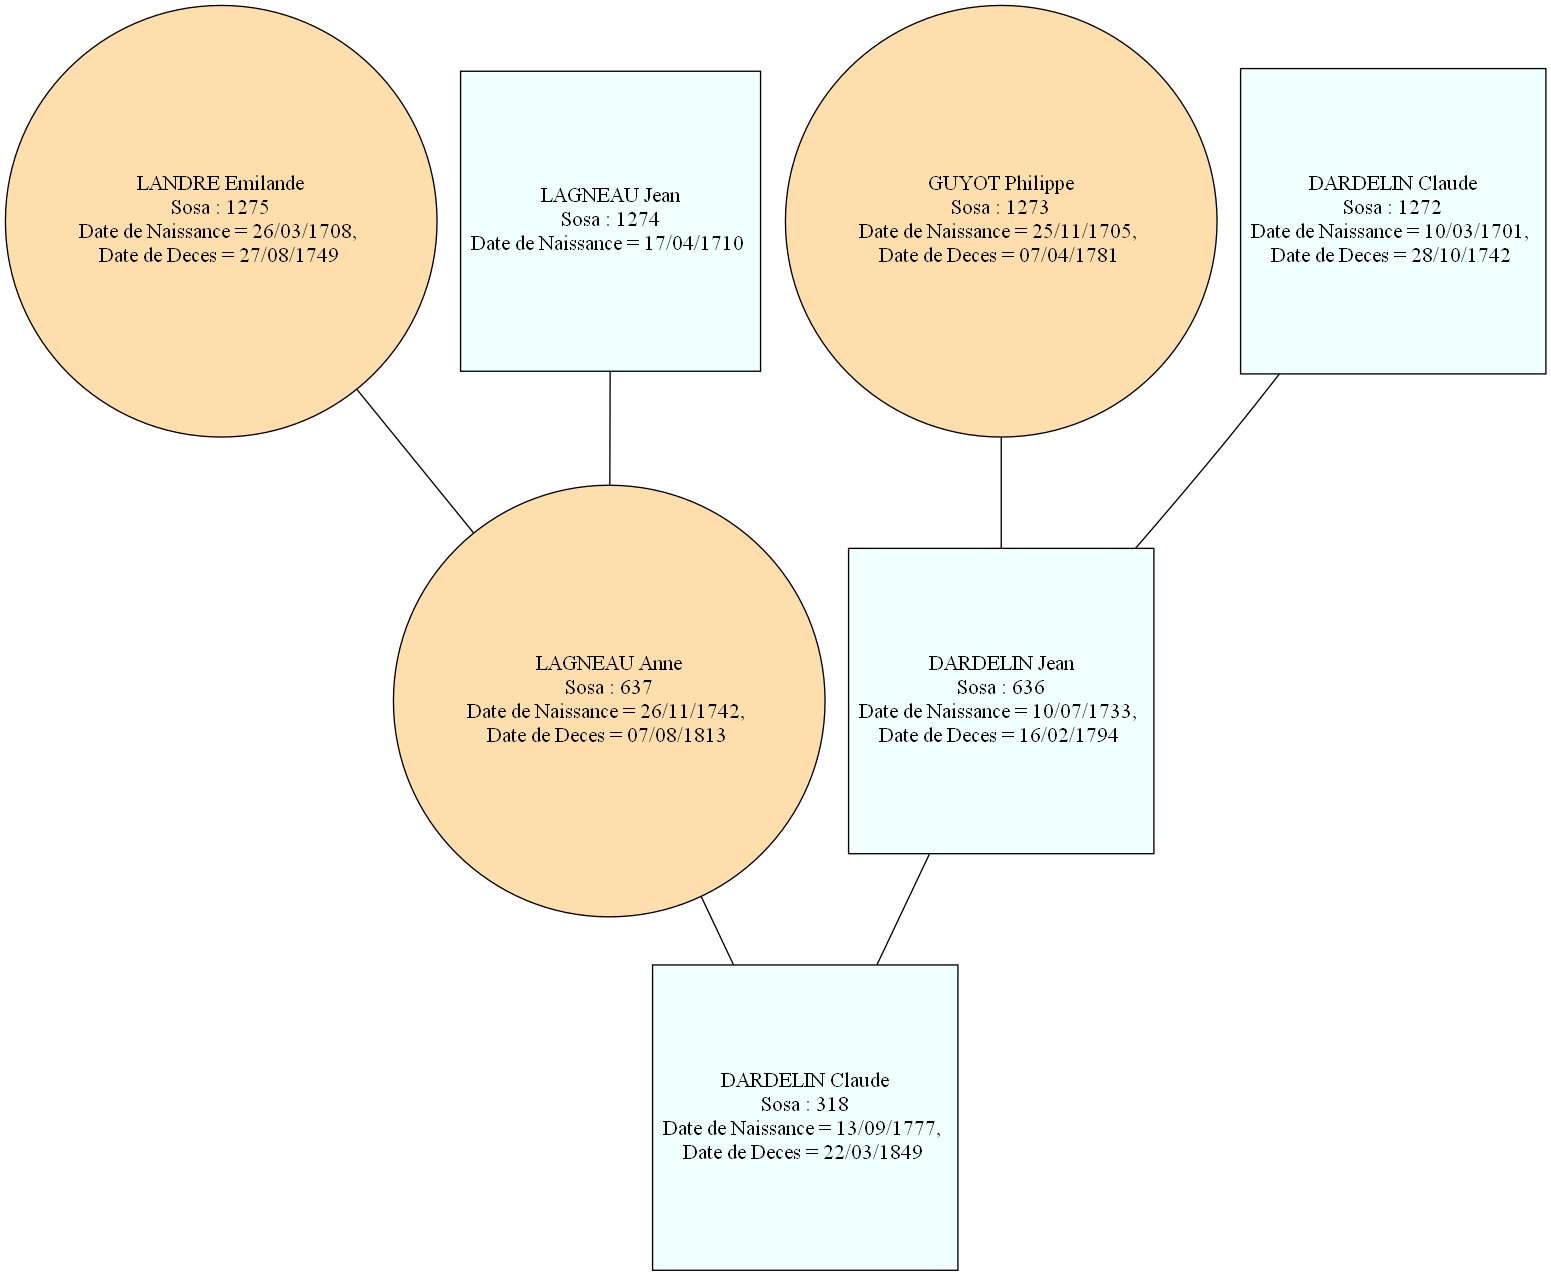 LANDRE Emilande
Sosa : 1275
Date de Naissance = 26/03/1708,
Date de Deces = 27/08/1749
LAGNEAU Jean
Sosa : 1274
Date de Naissance = 17/04/1710
GUYOT Philippe
Sosa : 1273
Date de Naissance = 25/11/1705,
Date de Deces = 07/04/1781
DARDELIN Claude
Sosa : 1272
Date de Naissance = 10/03/1701,
Date de Deces = 28/10/1742
LAGNEAU Anne
Sosa : 637
Date de Naissance = 26/11/1742,
Date de Deces = 07/08/1813
DARDELIN Jean
Sosa : 636
Date de Naissance = 10/07/1733,
Date de Deces = 16/02/1794
DARDELIN Claude
Sosa : 318
Date de Naissance = 13/09/1777,
Date de Deces = 22/03/1849